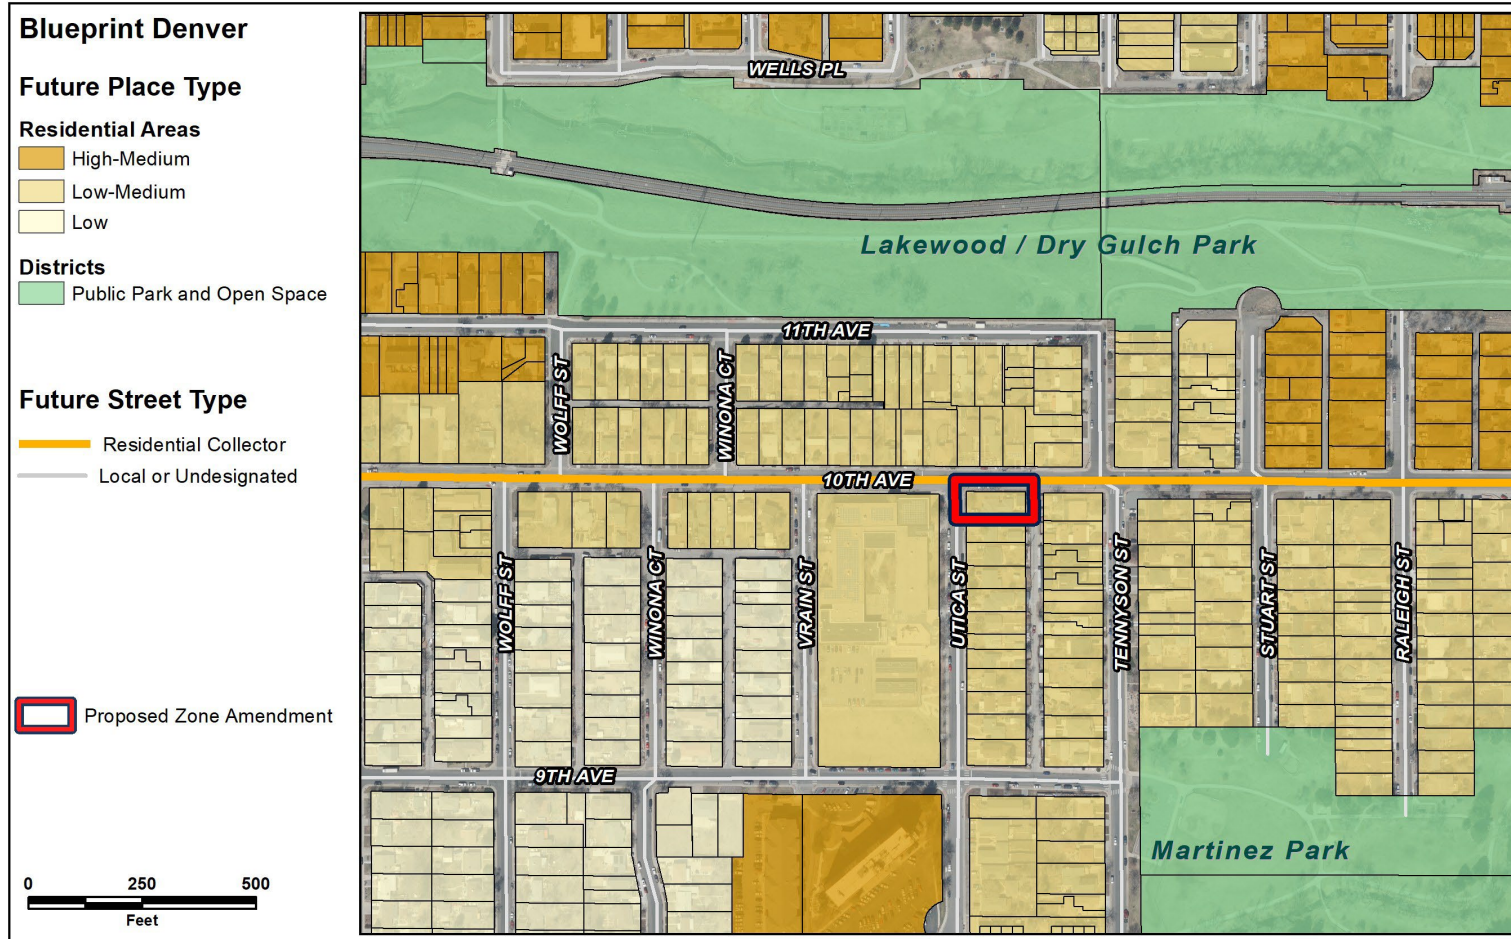 Blueprint Denver
Future Place Type
Residential Areas
High-Medium
Low-Medium
Low
Districts
Public Park and Open Space
Future Street Type
Residential Collector
Local or Undesignated
Proposed Zone Amendment
0 250 500
Feet
WELLS PL
Lakewood / Dry Gulch Park
11TH AVE
WOLFF ST
WINONA CT
10TH AVE
WOLFF ST
WINONA CT
VRAIN ST
UTICA ST
TENNYSON ST
STUART ST
RALEIGH ST
9TH AVE
Martinez Park